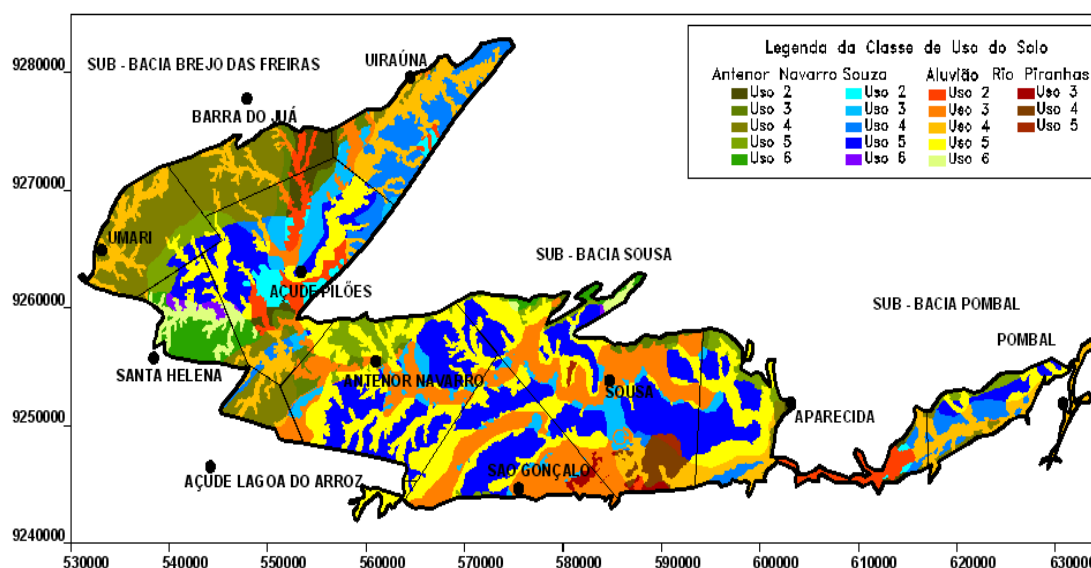 Legenda da Classe de Uso do Solo
Antenor Navarro Souza Aluvião Rio Piranhas
Uso 2 Uso 2 Uso 2 Uso 3
Uso 3 Uso 3 Uso 3 Uso 4
Uso 4 Uso 4 Uso 4 Uso 5
Uso 5 Uso 5 Uso 5
Uso 6 Uso 6 Uso 6
9280000
SUB - BACIA BREJO DAS FREIRAS
UIRAÚNA
BARRA DO JUÁ
9270000
UMARI
SUB - BACIA SOUSA
9260000
AÇUDE PILÕES
SUB - BACIA POMBAL
POMBAL
SANTA HELENA
ANTENOR NAVARRO
SOUSA
9250000
APARECIDA
AÇUDE LAGOA DO ARROZ
SAO GONÇALO
9240000
530000 540000 550000 560000 570000 580000 590000 600000 610000 620000 630000